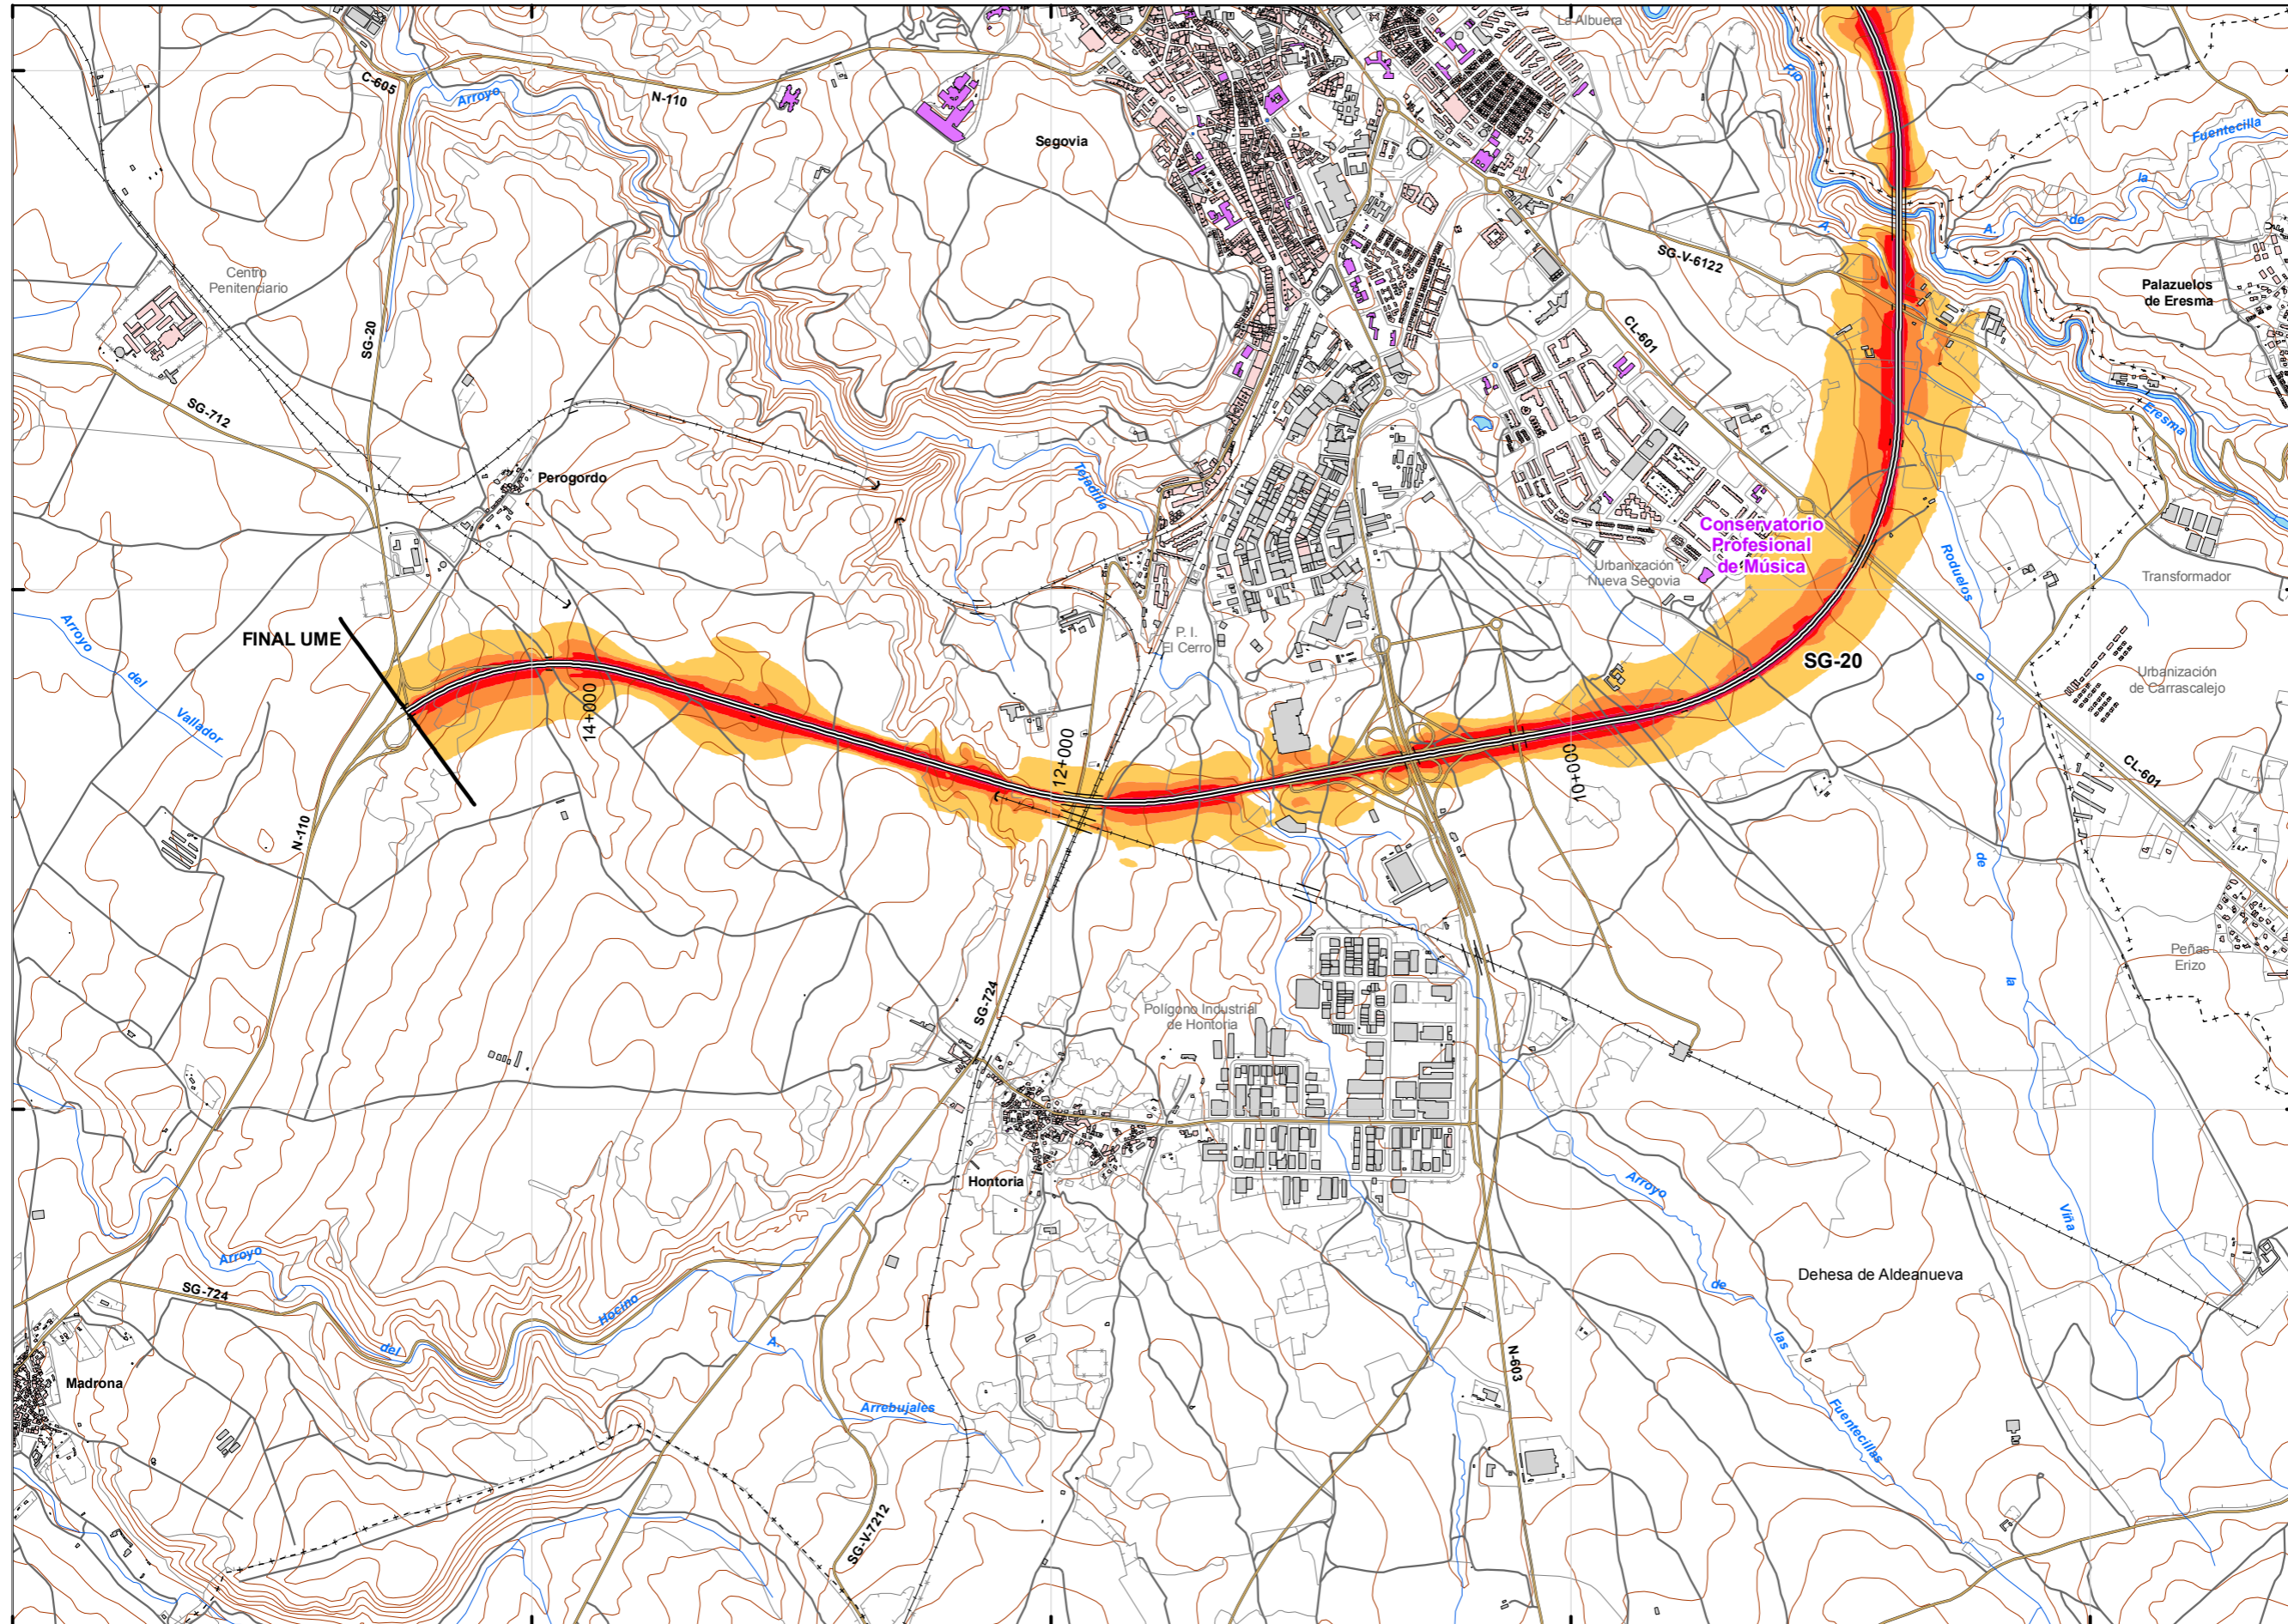 La Albuera
C-605
Arroyo
N-110
Río
Segovia
Fuentecilla
la
de
A.
A.
SG-V-6122
Centro
Penitenciario
Palazuelos
de Eresma
SG-20
CL-601
SG-712
Eresma
Perogordo
Tejadilla
Conservatorio
Profesional
de Música
Urbanización
Nueva Segovia
Roduelos
Transformador
Arroyo
del
Vallador
FINAL UME
P. I.
El Cerro
SG-20
o
Urbanización
de Carrascalejo
14+000
12+000
10+000
CL-601
N-110
de
Peñas
Erizo
la
SG-724
Polígono Industrial
de Hontoria
Hontoria
Arroyo
Viña
Arroyo
de
Dehesa de Aldeanueva
SG-724
Hocino
del
A.
las
N-603
Madrona
Arrebujales
Fuentecillas
SG-V-7212